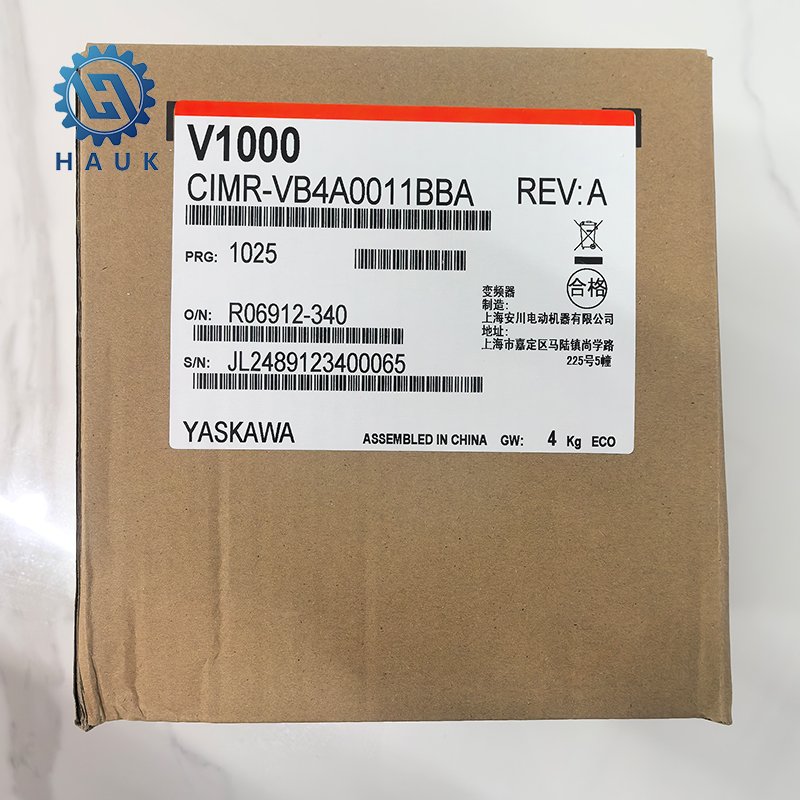 HAUK
V1000
CIMR-VB4A0011BBA REV: A
PRG: 1025
合格
变频器
制造:
上海安川电动机器有限公司
地址:
上海市嘉定区马陆镇尚学路
225号5幢
O/N: R06912-340
S/N: JL2489123400065
YASKAWA ASSEMBLED IN CHINA GW: 4 Kg ECO